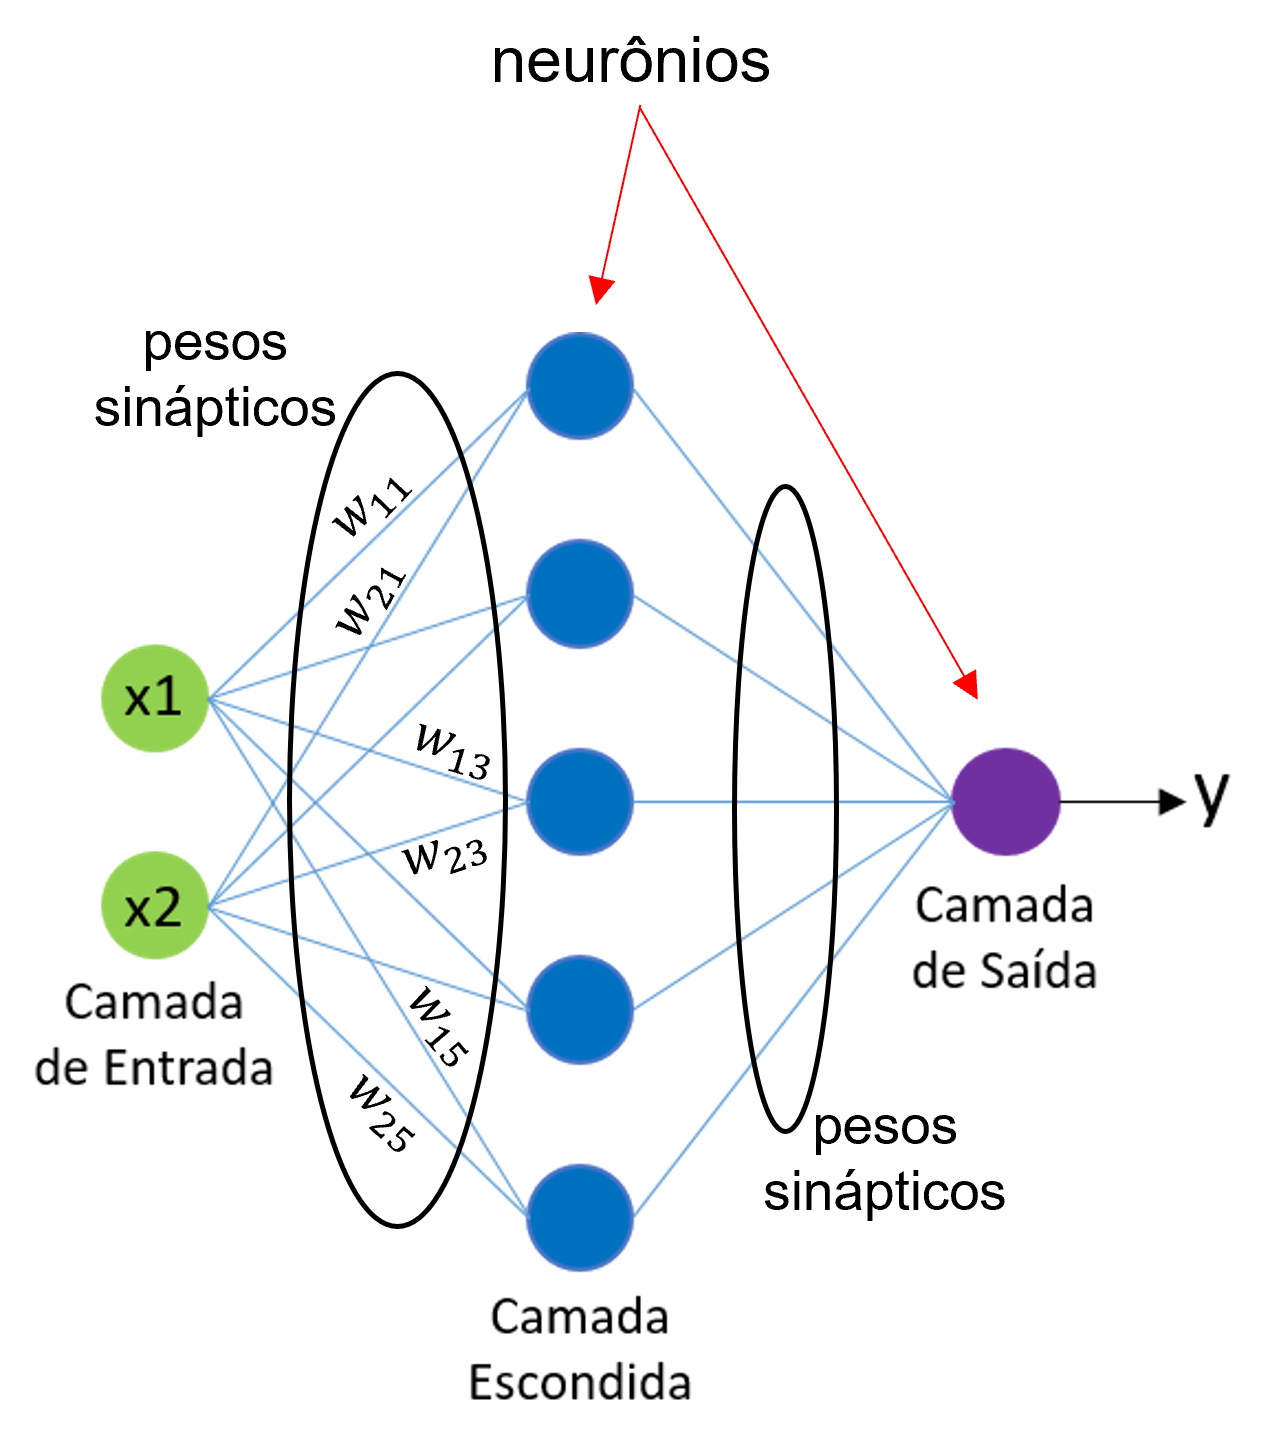 neurônios
pesos
sinápticos
w11
w21
x1
w13
y
w23
x2
Camada
de Saída
Camada
de Entrada
w15
w25
pesos
sinápticos
Camada
Escondida